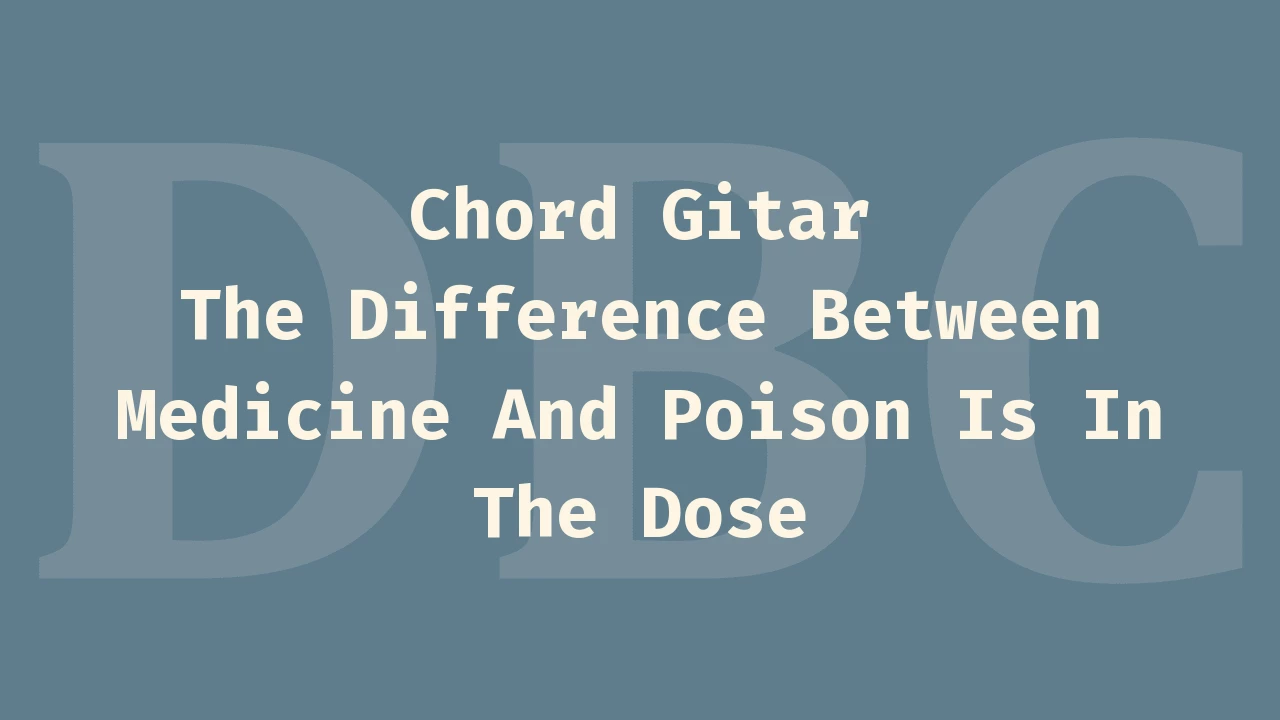 DBC
Chord Gitar
The Difference Between
Medicine And Poison Is In
The Dose